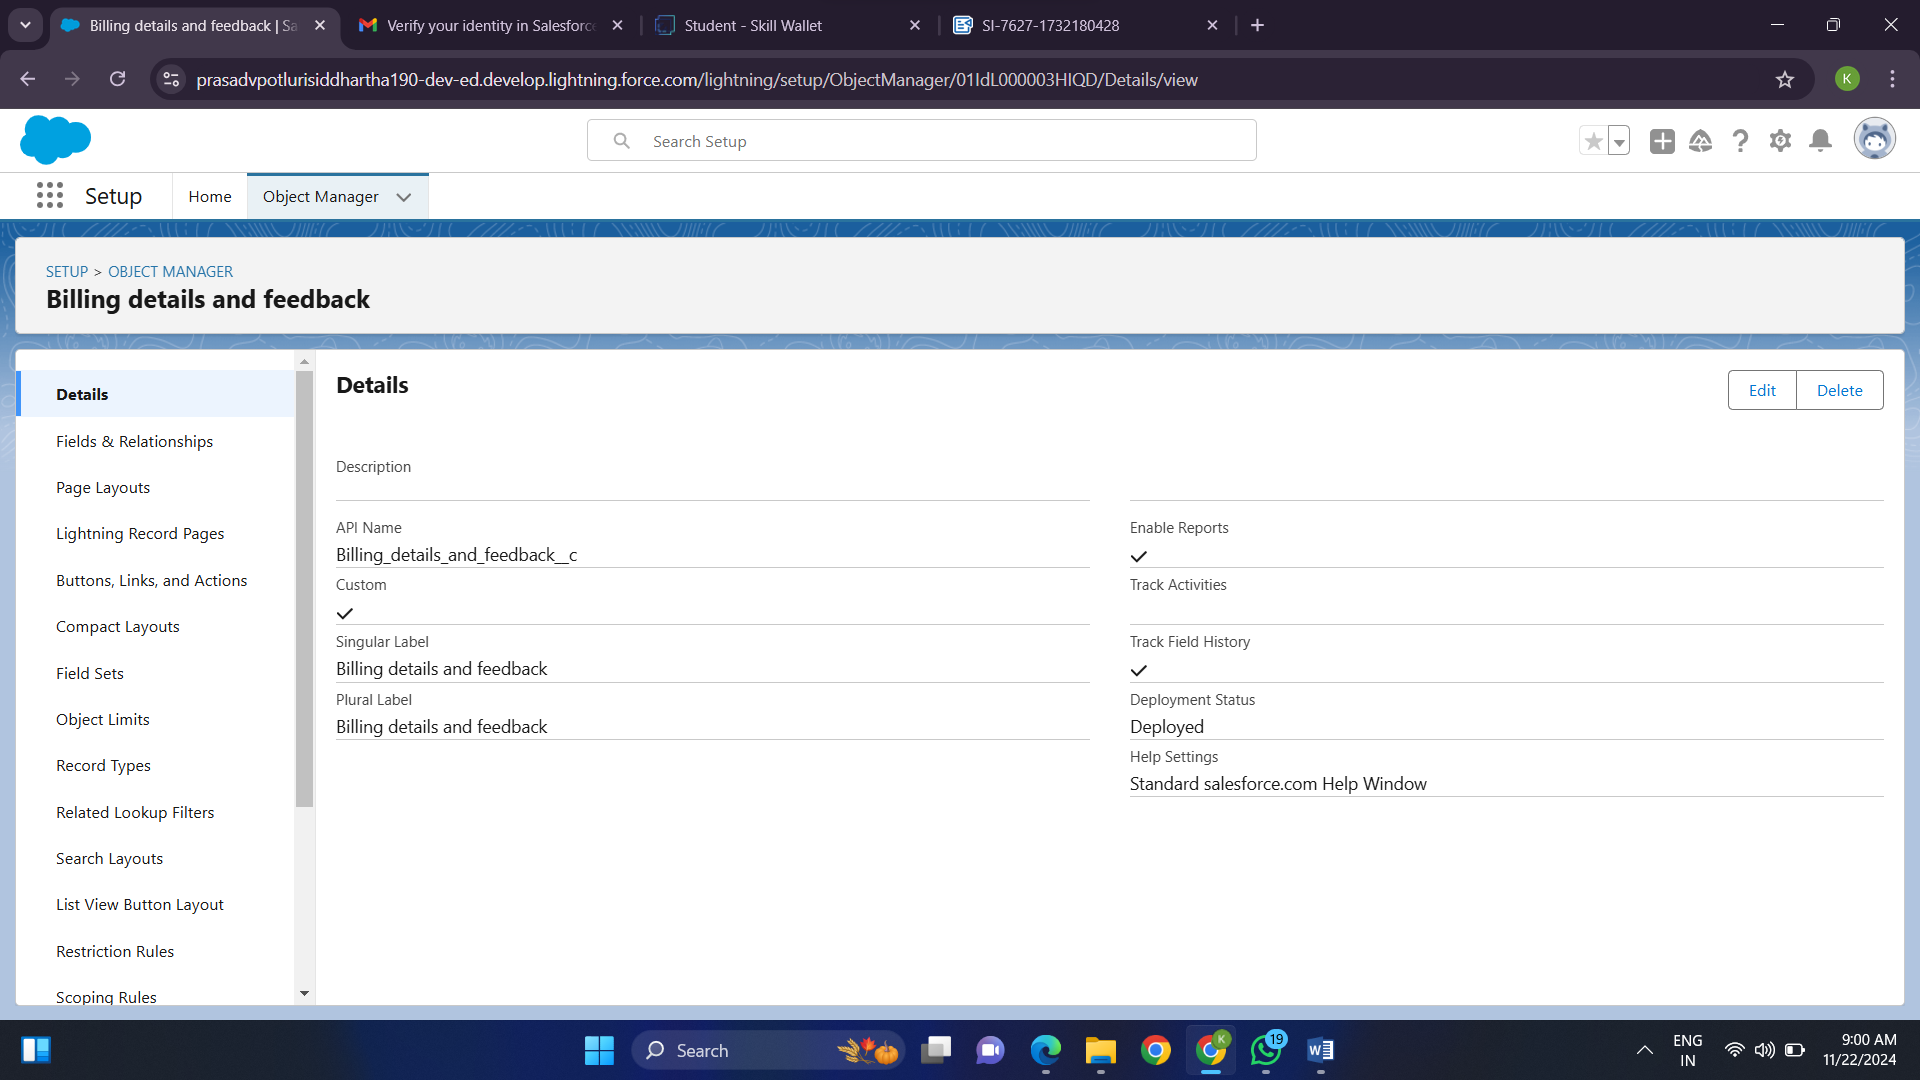 Billing details and feedback | Sa
Verify your identity in Salesforce
Student - Skill Wallet
SI-7627-1732180428
prasadvpotlurisiddhartha190-dev-ed.develop.lightning.force.com/lightning/setup/ObjectManager/01IdL000003HIQD/Details/view
K
Search Setup
Setup
Home
Object Manager
SETUP > OBJECT MANAGER
Billing details and feedback
Details
Fields & Relationships
Page Layouts
Lightning Record Pages
Buttons, Links, and Actions
Compact Layouts
Field Sets
Object Limits
Record Types
Related Lookup Filters
Search Layouts
List View Button Layout
Restriction Rules
Scoping Rules
Details
Edit
Delete
Description
API Name
Billing_details_and_feedback__c
Custom
Singular Label
Billing details and feedback
Plural Label
Billing details and feedback
Enable Reports
Track Activities
Track Field History
Deployment Status
Deployed
Help Settings
Standard salesforce.com Help Window
Search
K
19
W
ENG
IN
9:00 AM
11/22/2024